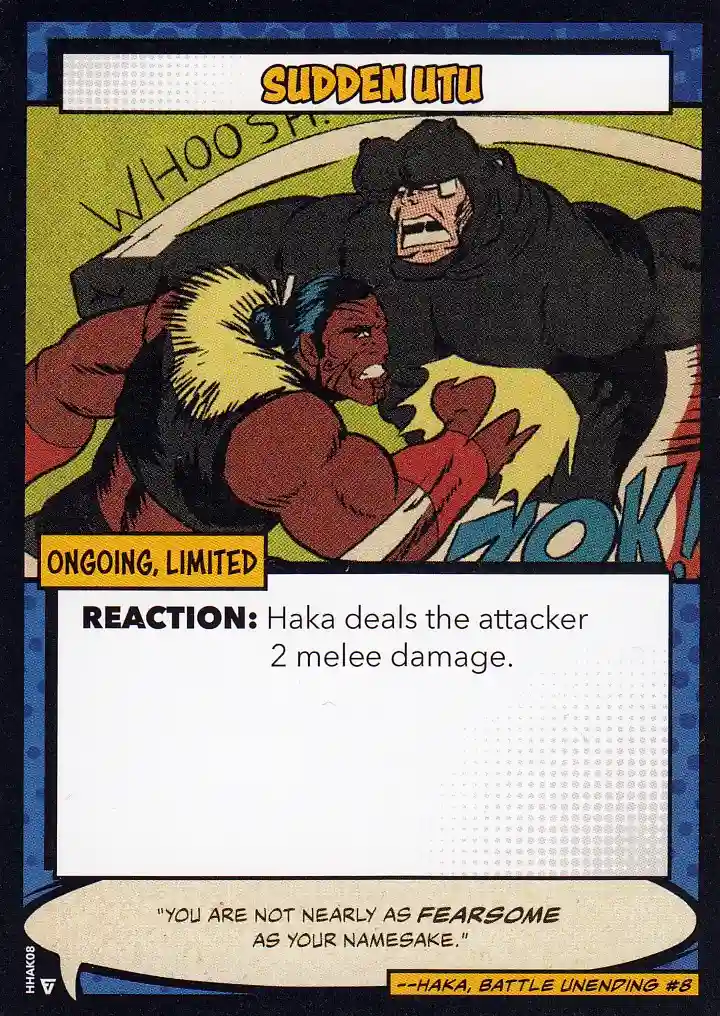 SUDDEN UTU
WHOOSH!
ZOK!
ONGOING, LIMITED
REACTION: Haka deals the attacker
2 melee damage.
"YOU ARE NOT NEARLY AS FEARSOME
AS YOUR NAMESAKE."
--HAKA, BATTLE UNENDING #8
HHAK08